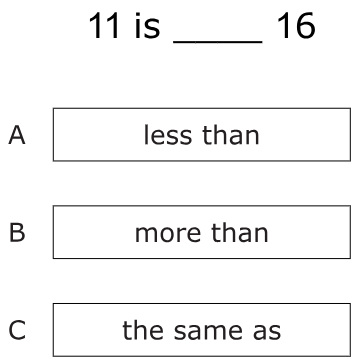 11 is _____ 16
A less than
B more than
C the same as